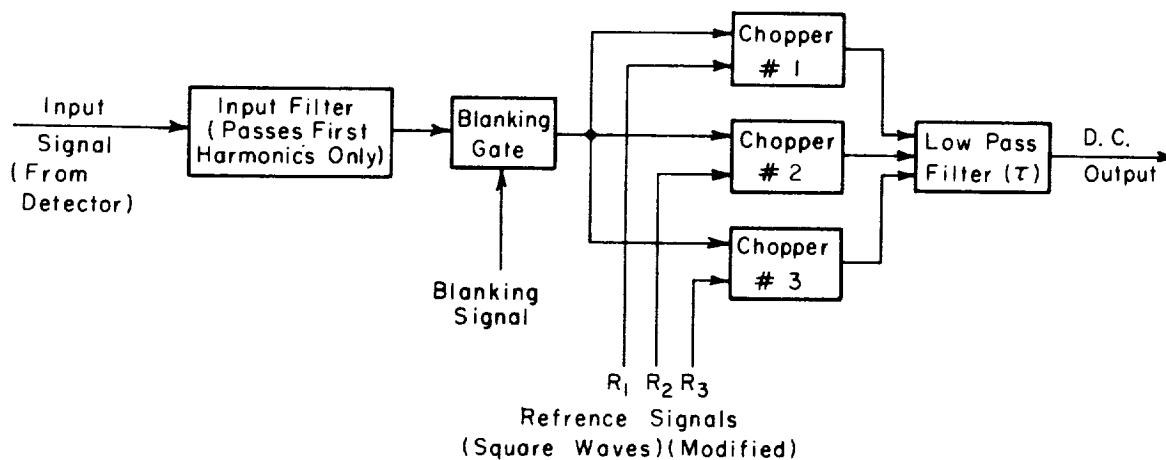 Input
Signal
(From
Detector)
Input Filter
(Passes First
Harmonics Only)
Blanking
Gate
Blanking
Signal
Chopper
# 1
Chopper
# 2
Chopper
# 3
Low Pass
Filter (τ)
D. C.
Output
R1 R2 R3
Refrence Signals
(Square Waves)(Modified)